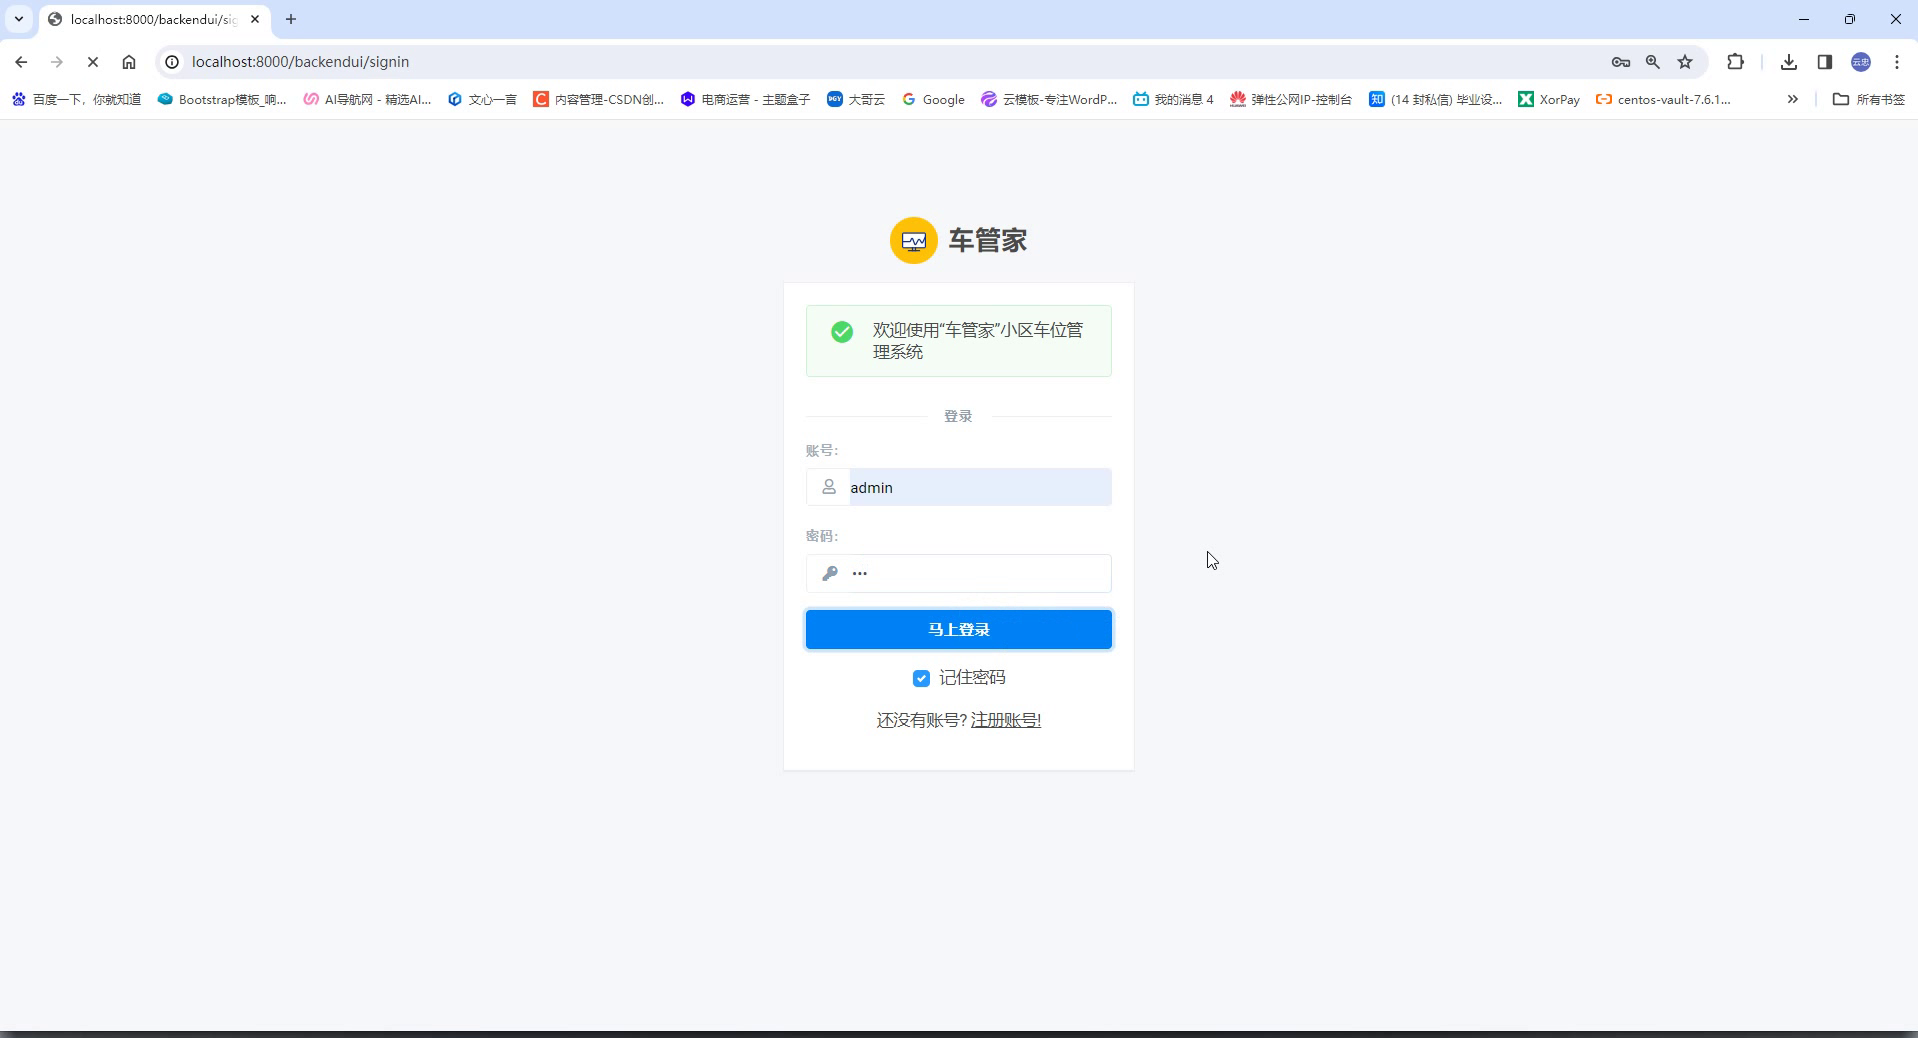 localhost:8000/backendui/sig
localhost:8000/backendui/signin
云忠
百度一下，你就知道 Bootstrap模板_响... AI导航网 - 精选AI... 文心一言 内容管理-CSDN创... 电商运营 - 主题盒子 大哥云 Google 云模板-专注WordP... 我的消息 4 弹性公网IP-控制台 知 (14 封私信) 毕业设... XorPay centos-vault-7.6.1... » 所有书签
车管家
欢迎使用“车管家”小区车位管
理系统
登录
账号:
admin
密码:
•••
马上登录
记住密码
还没有账号? 注册账号!